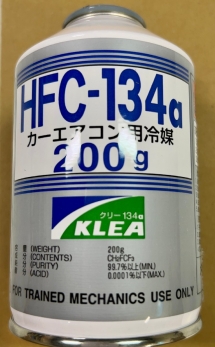 HFC-134a
カーエアコン用冷媒
200g
クリー134a
KLEA
量 (WEIGHT) 200g
(CONTENTS) CH₂FCF₃
(PURITY) 99.7%以上(MIN.)
(ACID) 0.0001%以下(MAX.)
FOR TRAINED MECHANICS USE ONLY